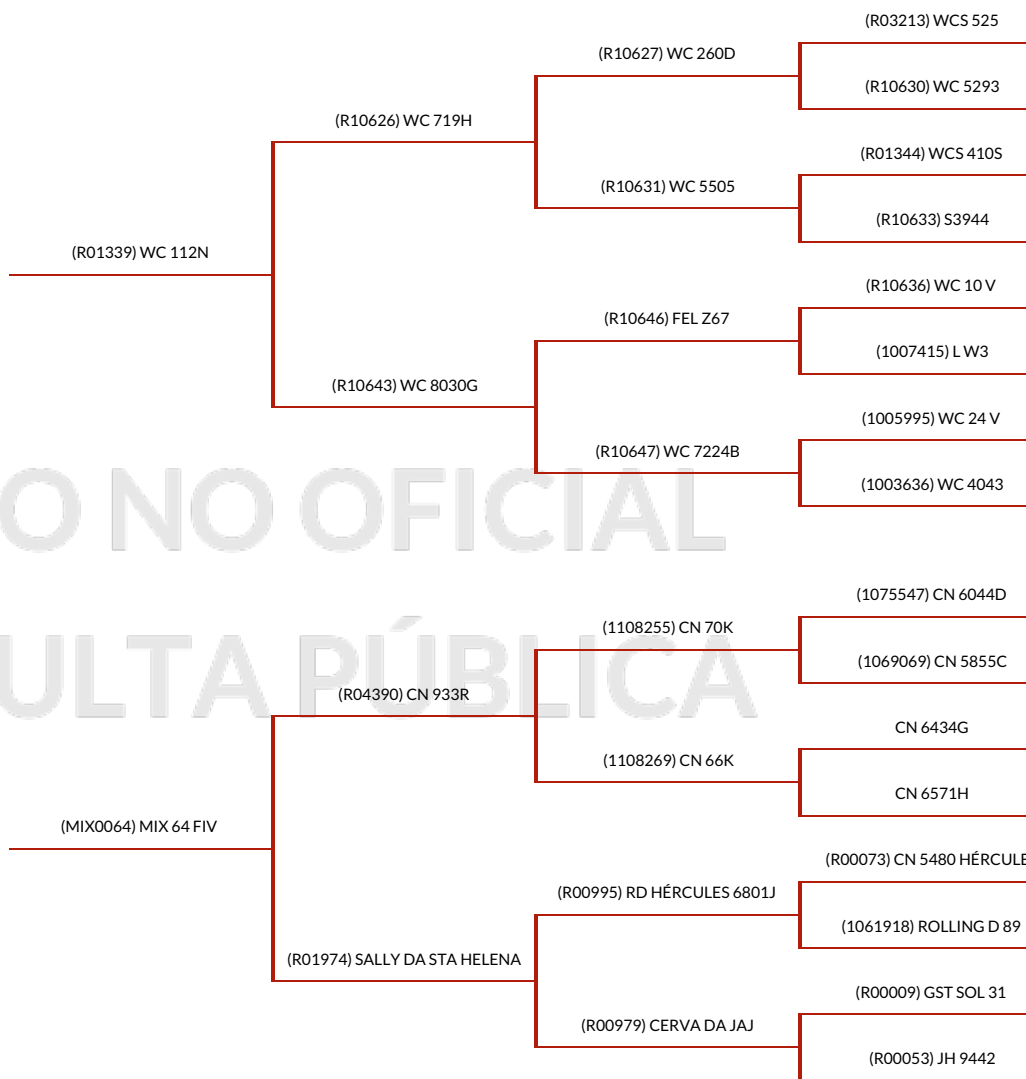 (R03213) WCS 525
(R10627) WC 260D
(R10630) WC 5293
(R10626) WC 719H
(R01344) WCS 410S
(R10631) WC 5505
(R10633) S3944
(R01339) WC 112N
(R10636) WC 10 V
(R10646) FEL Z67
(1007415) L W3
(R10643) WC 8030G
(1005995) WC 24 V
(R10647) WC 7224B
(1003636) WC 4043
O NO OFICIAL
(1075547) CN 6044D
(1108255) CN 70K
(1069069) CN 5855C
ULTA PÚBLICA
(R04390) CN 933R
CN 6434G
(1108269) CN 66K
CN 6571H
(MIX0064) MIX 64 FIV
(R00073) CN 5480 HÉRCULE
(R00995) RD HÉRCULES 6801J
(1061918) ROLLING D 89
(R01974) SALLY DA STA HELENA
(R00009) GST SOL 31
(R00979) CERVA DA JAJ
(R00053) JH 9442